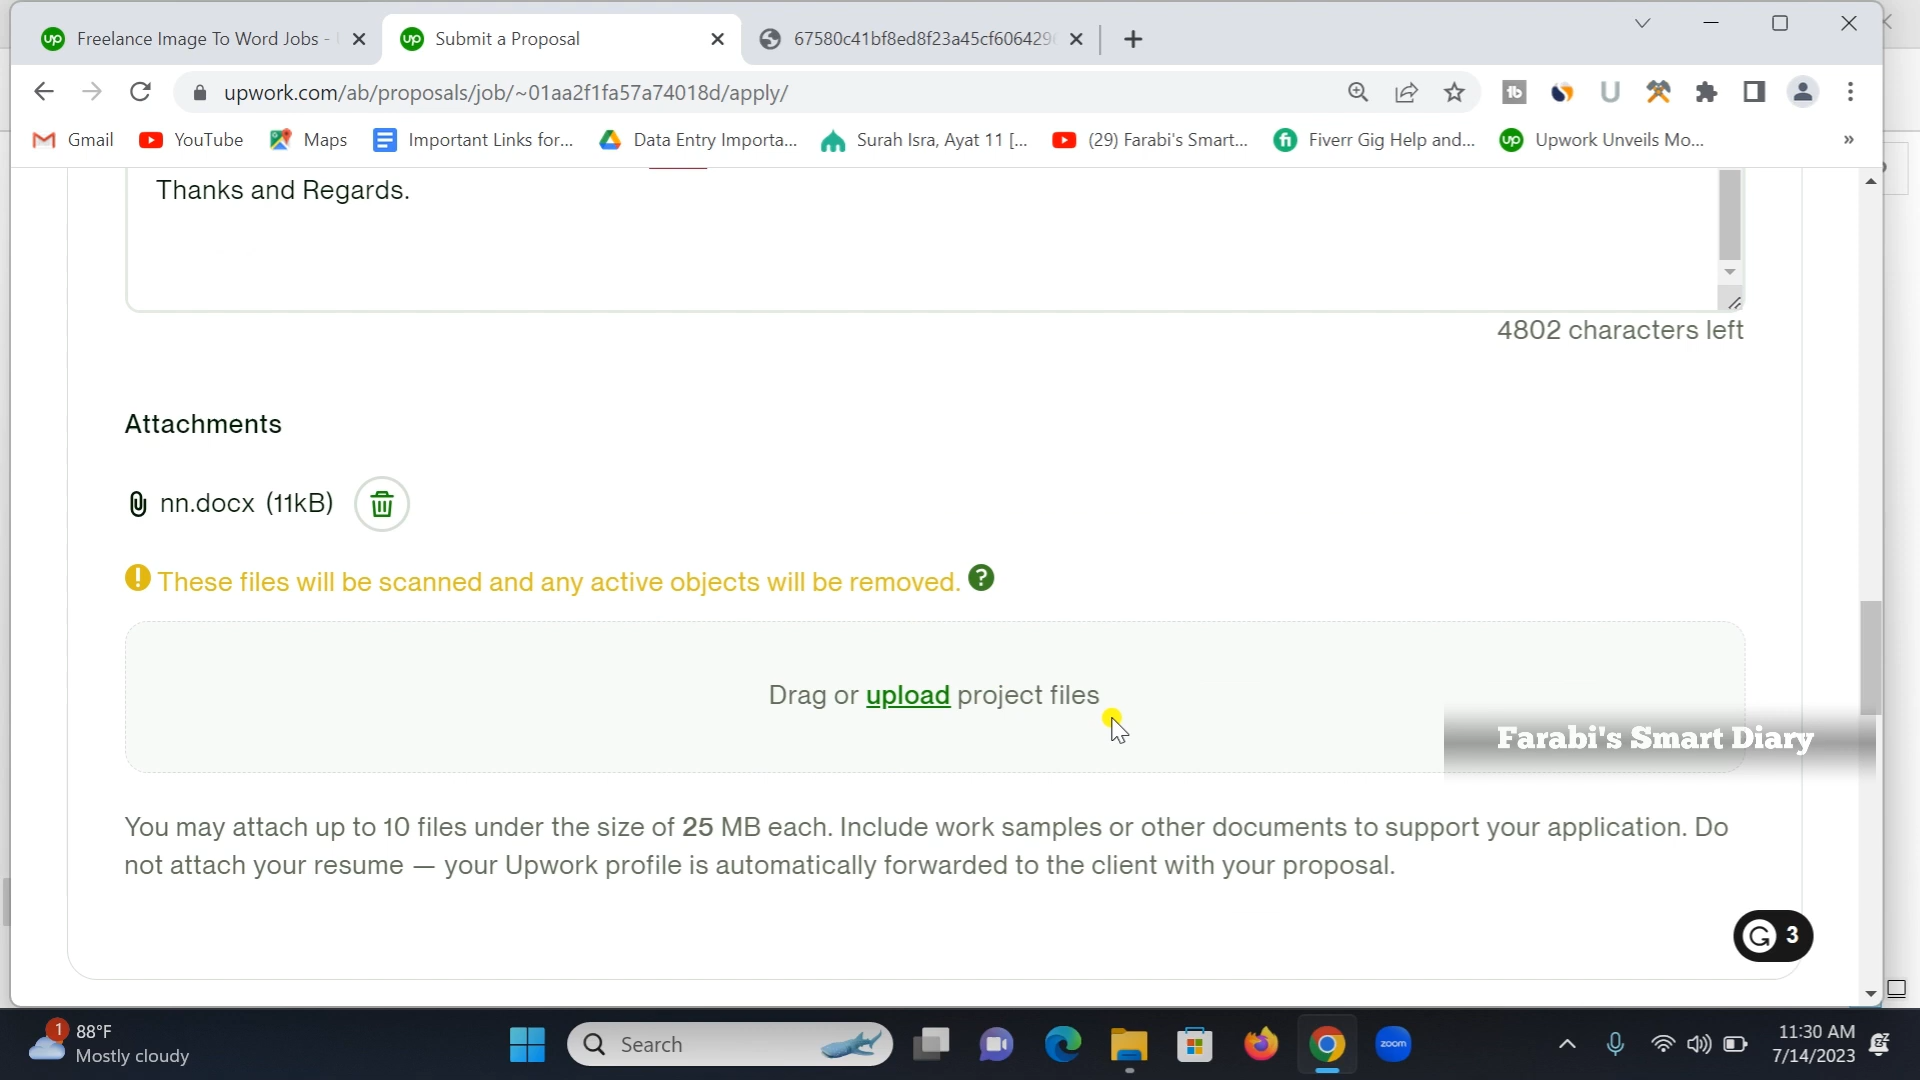 Freelance Image To Word Jobs -
Submit a Proposal
67580c41bf8ed8f23a45cf606429
upwork.com/ab/proposals/job/~01aa2f1fa57a74018d/apply/
Gmail
YouTube
Maps
Important Links for...
Data Entry Importa...
Surah Isra, Ayat 11 [...
(29) Farabi's Smart...
Fiverr Gig Help and...
Upwork Unveils Mo...
»
Thanks and Regards.
4802 characters left
Attachments
nn.docx (11kB)
These files will be scanned and any active objects will be removed.
Drag or upload project files
Farabi's Smart Diary
You may attach up to 10 files under the size of 25 MB each. Include work samples or other documents to support your application. Do
not attach your resume — your Upwork profile is automatically forwarded to the client with your proposal.
3
1
88°F
Mostly cloudy
Search
zoom
11:30 AM
7/14/2023